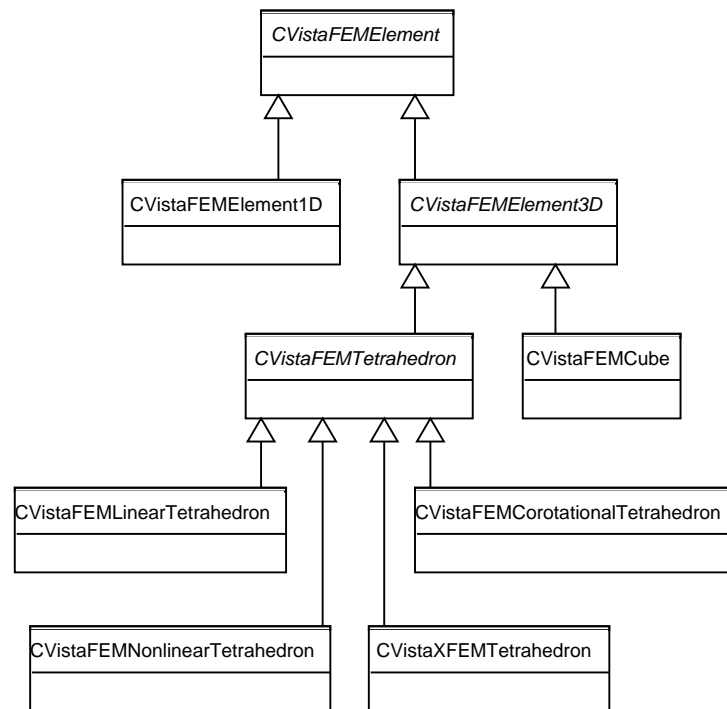 CVistaFEMElement
CVistaFEMElement1D
CVistaFEMElement3D
CVistaFEMTetrahedron
CVistaFEMCube
CVistaFEMLinearTetrahedron
CVistaFEMCorotationalTetrahedron
CVistaFEMNonlinearTetrahedron
CVistaXFEMTetrahedron